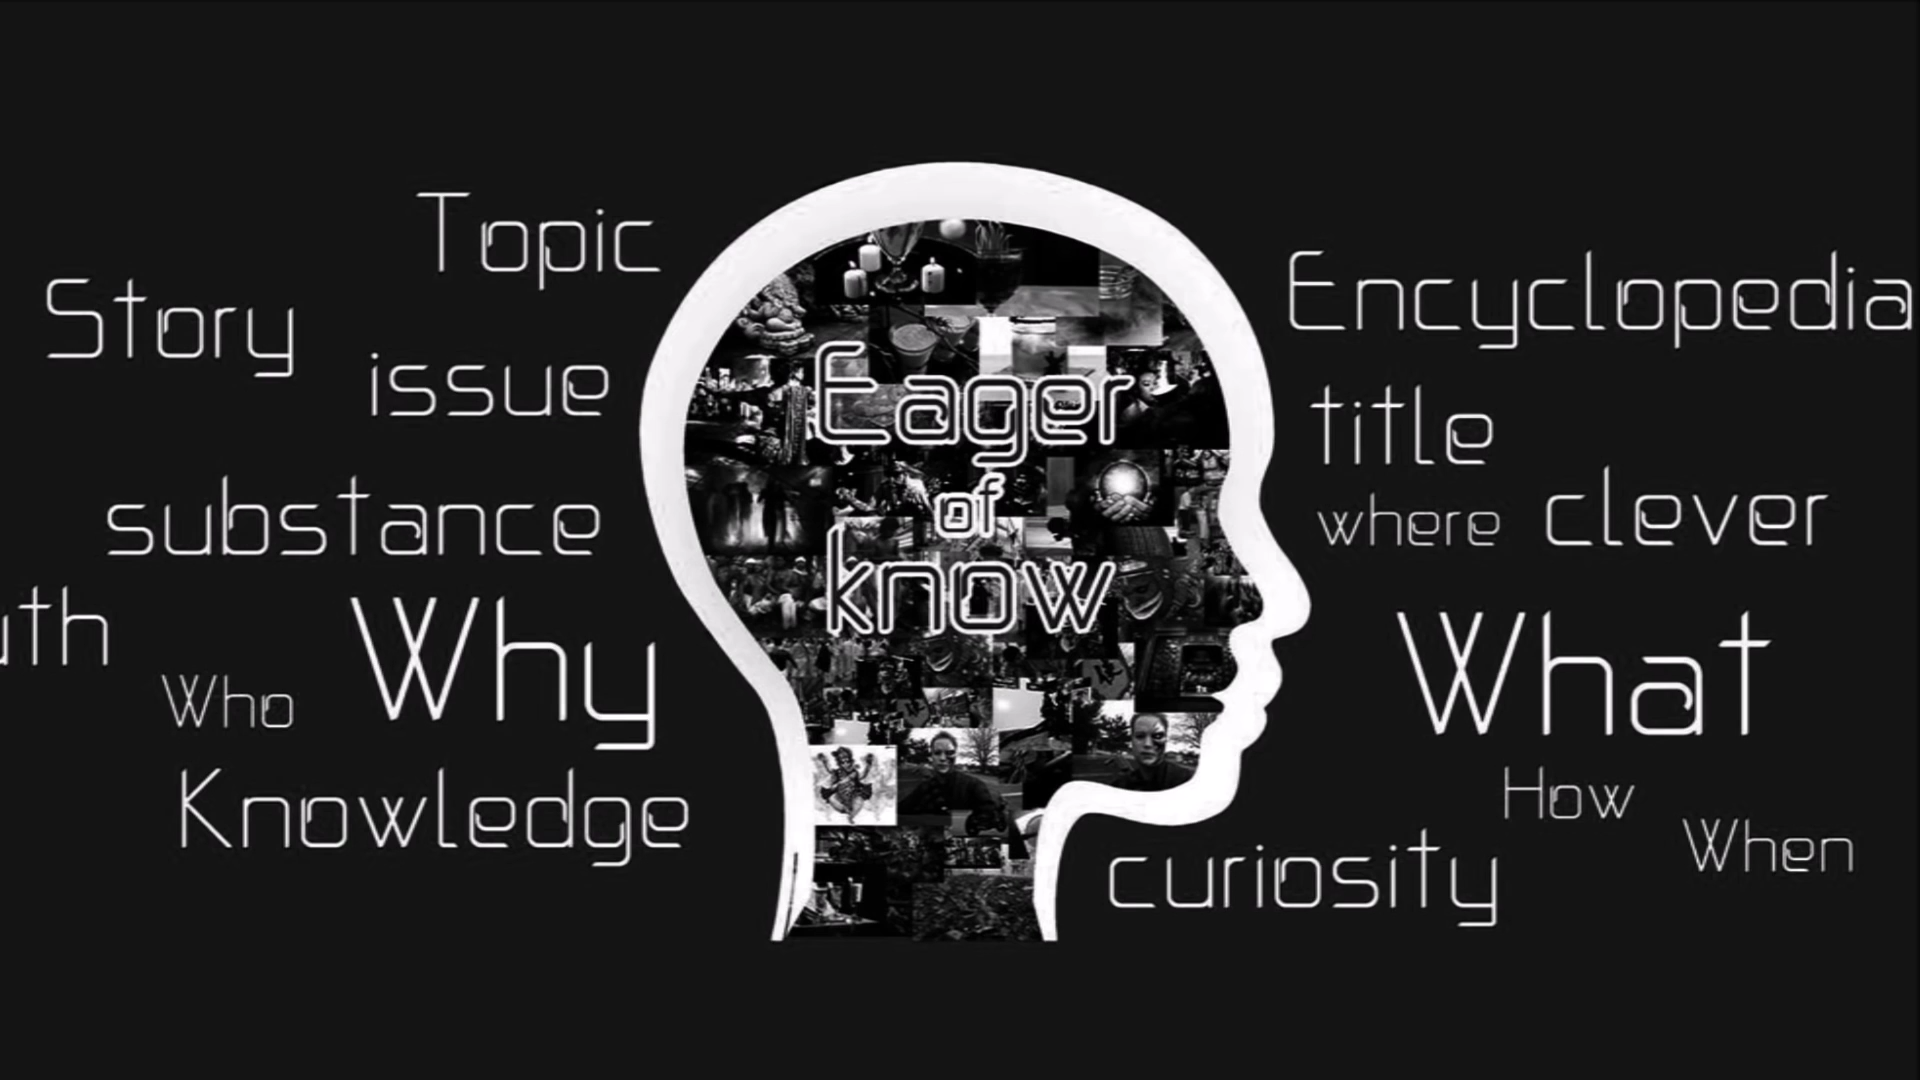 Topic
Story
issue
substance
uth
Who
Why
Knowledge
Eager
of
know
Encyclopedia
title
where
clever
What
How
When
curiosity